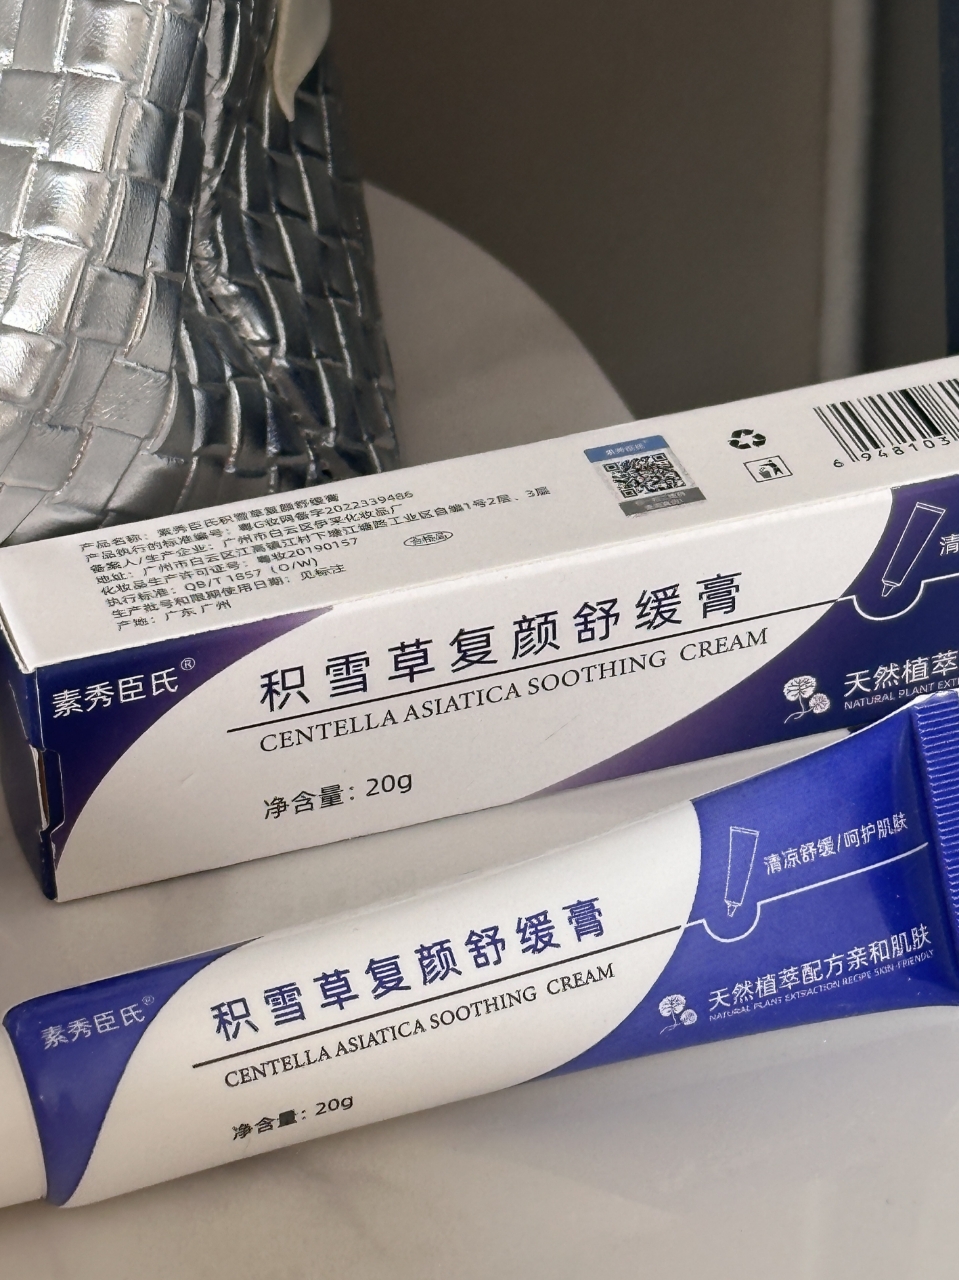 产品名称：素秀臣氏积雪草复颜舒缓膏
产品执行的标准编号：粤G妆网备字2022339486
备案人/生产企业：广州市白云区伊采化妆品厂
地址：广州市白云区江高镇江村下塘江塘路工业区自编1号2层、3层
化妆品生产许可证号：粤妆20190157
合格品
执行标准：QB/T 1857（O/W）
生产批号和限期使用日期：见标注
产地：广东 广州
6 948103
素秀臣氏®
积雪草复颜舒缓膏
CENTELLA ASIATICA SOOTHING CREAM
净含量：20g
清
天然植萃
NATURAL PLANT EXT
素秀臣氏®
积雪草复颜舒缓膏
CENTELLA ASIATICA SOOTHING CREAM
净含量：20g
清凉舒缓/呵护肌肤
天然植萃配方亲和肌肤
NATURAL PLANT EXTRACTION RECIPE SKIN-FRIENDLY